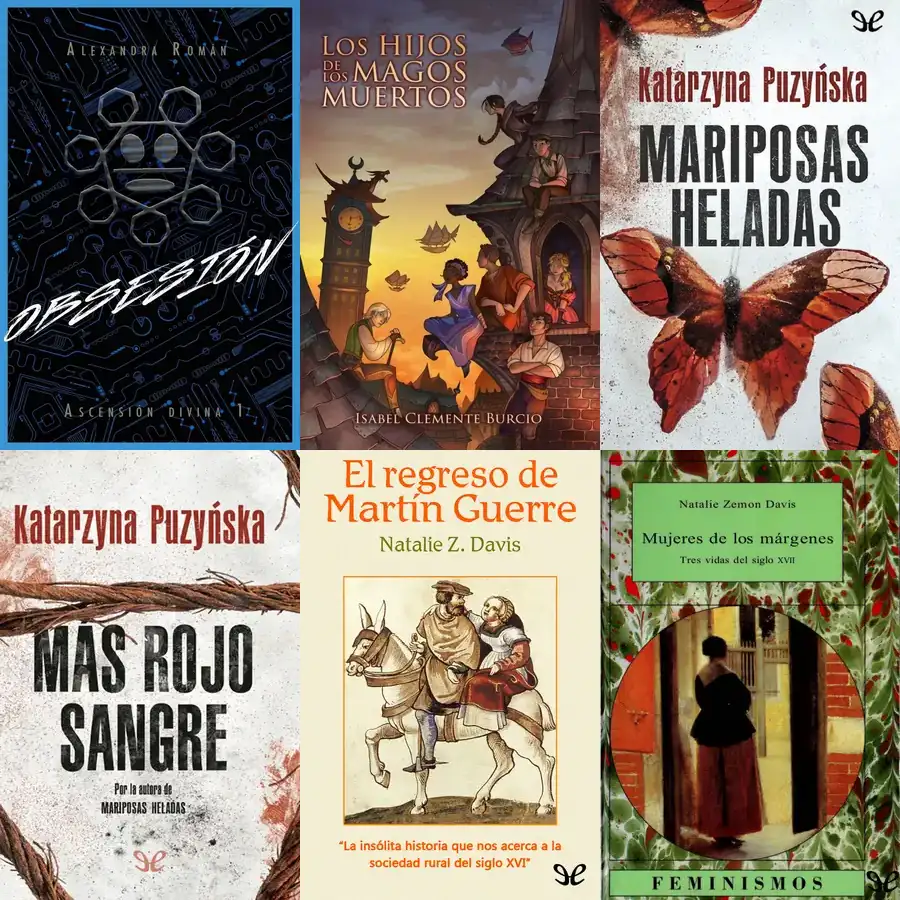 Alexandra Román
OBSESIÓN
Ascensión divina 1
Los HIJOS
DE
LOS MAGOS
MUERTOS
Isabel Clemente Burcio
Katarzyna Puzyńska
MARIPOSAS
HELADAS
Katarzyna Puzyńska
MÁS ROJO
SANGRE
Por la autora de
MARIPOSAS HELADAS
El regreso de
Martín Guerre
Natalie Z. Davis
“La insólita historia que nos acerca a la
sociedad rural del siglo XVI”
Natalie Zemon Davis
Mujeres de los márgenes
Tres vidas del siglo XVII
FEMINISMOS